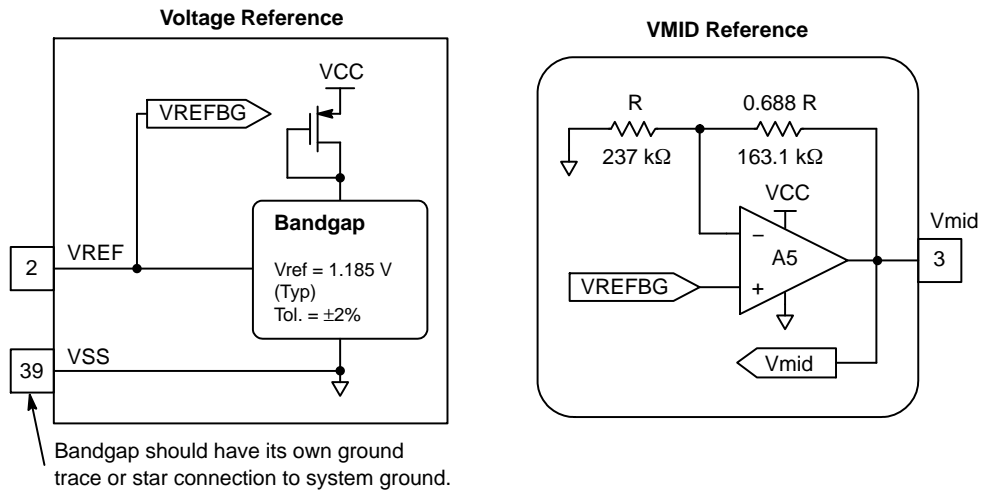 Voltage Reference
VCC
VREFBG
Bandgap
Vref = 1.185 V
(Typ)
Tol. = ±2%
2
VREF
39
VSS
Bandgap should have its own ground
trace or star connection to system ground.
VMID Reference
R
0.688 R
237 kΩ
163.1 kΩ
VCC
Vmid
−
A5
3
VREFBG
+
Vmid